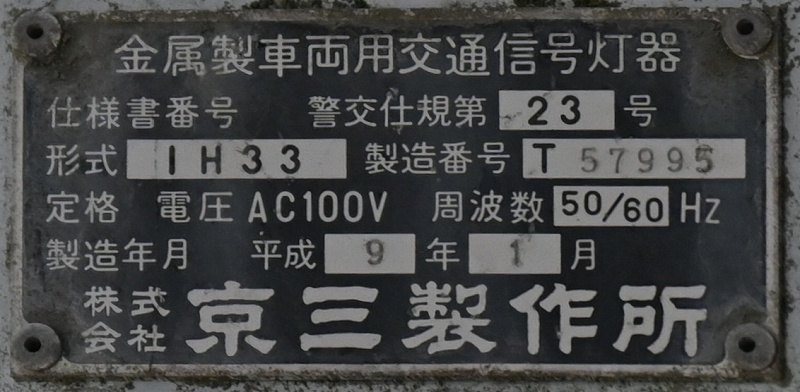 金属製車両用交通信号灯器
仕様書番号 警交仕規第 23 号
形式 1H33 製造番号 T 57995
定格 電圧 AC100V 周波数 50/60 Hz
製造年月 平成 9 年 1 月
株式会社 京三製作所